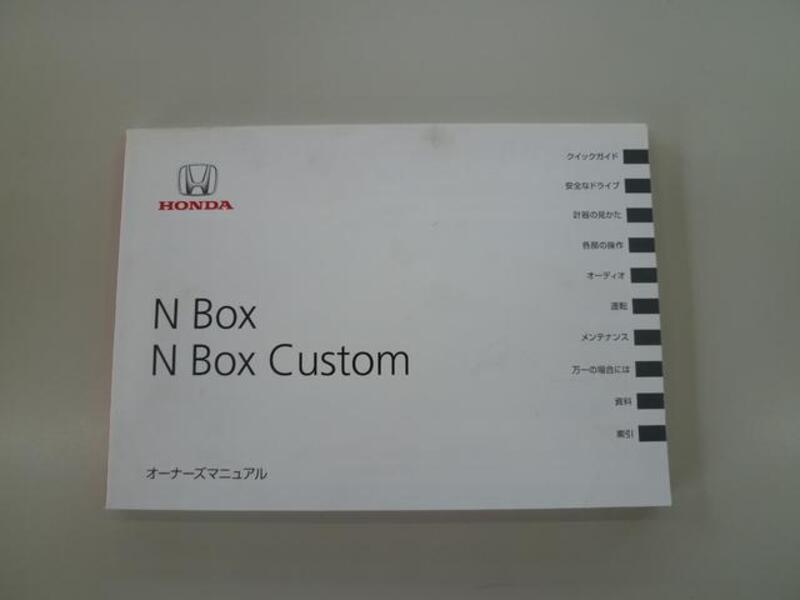 HONDA
N Box
N Box Custom
オーナーズマニュアル
クイックガイド
安全なドライブ
計器の見かた
各部の操作
オーディオ
運転
メンテナンス
万一の場合には
資料
索引